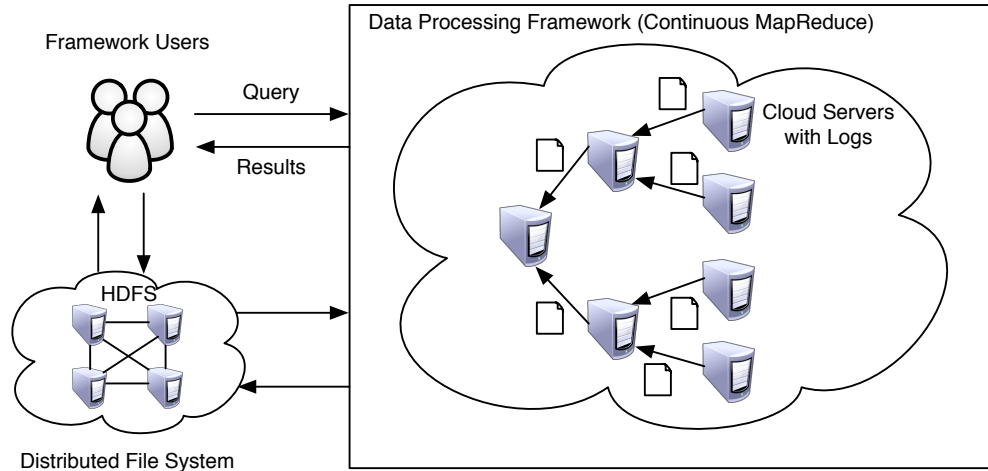 Data Processing Framework (Continuous MapReduce)
Framework Users
Query
Results
Cloud Servers
with Logs
HDFS
Distributed File System